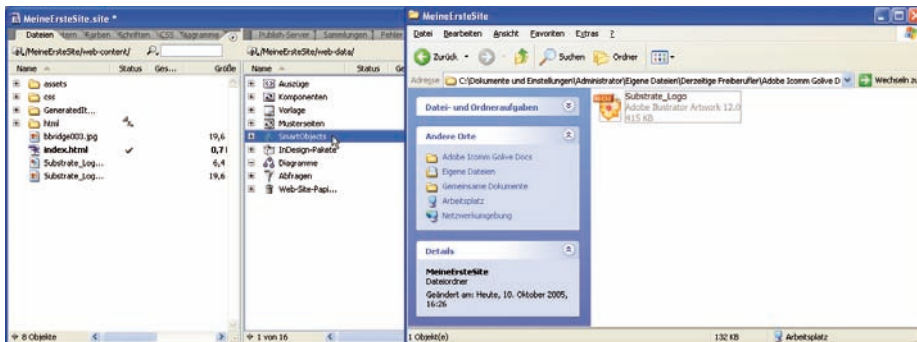 MeineErsteSite.site *
Dateien
Farben
Schriften
CSS
Diagramme
/MeineErsteSite/web-content/
Name
Status
Ges...
Größe
assets
css
GeneratedIt...
html
bbridge003.jpg
19,6
index.html
0,71
Substrate_Log...
6,4
Substrate_Log...
19,6
8 Objekte
Publish-Server
Sammlungen
Fehler
/MeineErsteSite/web-data/
Name
Status
Auszüge
Komponenten
Vorlage
Musterseiten
SmartObjects
InDesign-Pakete
Diagramme
Abfragen
Web-Site-Papi...
1 von 16
MeineErsteSite
Datei Bearbeiten Ansicht Favoriten Extras ?
Zurück
Suchen
Ordner
Adresse
C:\Dokumente und Einstellungen\Administrator\Eigene Dateien\Derzeitige Freiberufler\Adobe Icomm Golive D
Wechseln zu
Datei- und Ordneraufgaben
Andere Orte
Adobe Icomm Golive Docs
Eigene Dateien
Gemeinsame Dokumente
Arbeitsplatz
Netzwerkumgebung
Details
MeineErsteSite
Dateiordner
Geändert am: Heute, 10. Oktober 2005,
16:26
Substrate_Logo
Adobe Illustrator Artwork 12.0
415 KB
1 Objekt(e)
132 KB
Arbeitsplatz